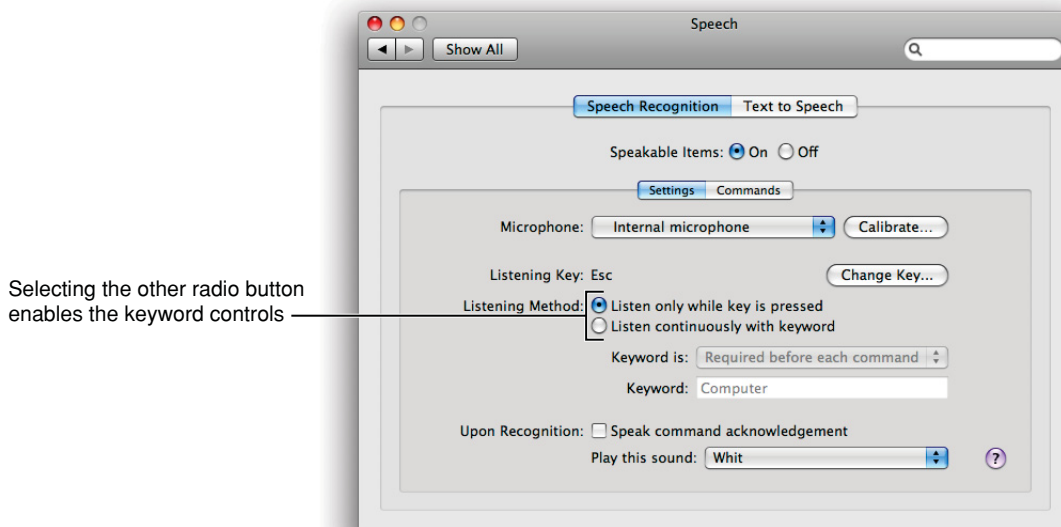 Speech
Show All
Speech Recognition Text to Speech
Speakable Items: On Off
Settings Commands
Microphone: Internal microphone Calibrate...
Listening Key: Esc Change Key...
Selecting the other radio button
enables the keyword controls
Listening Method: Listen only while key is pressed
Listen continuously with keyword
Keyword is: Required before each command
Keyword: Computer
Upon Recognition: Speak command acknowledgement
Play this sound: Whit ?